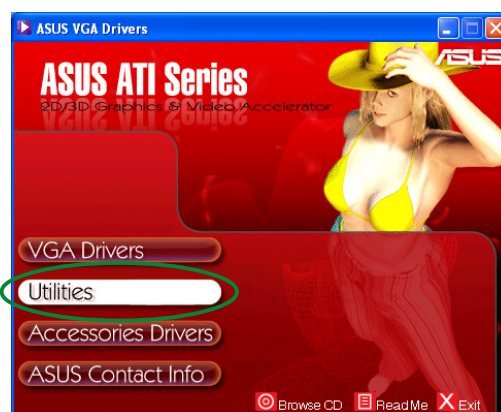 ASUS VGA Drivers
ASUS
ASUS ATI Series
2D/3D Graphics & Video Accelerator
VGA Drivers
Utilities
Accessories Drivers
ASUS Contact Info
Browse CD ReadMe Exit